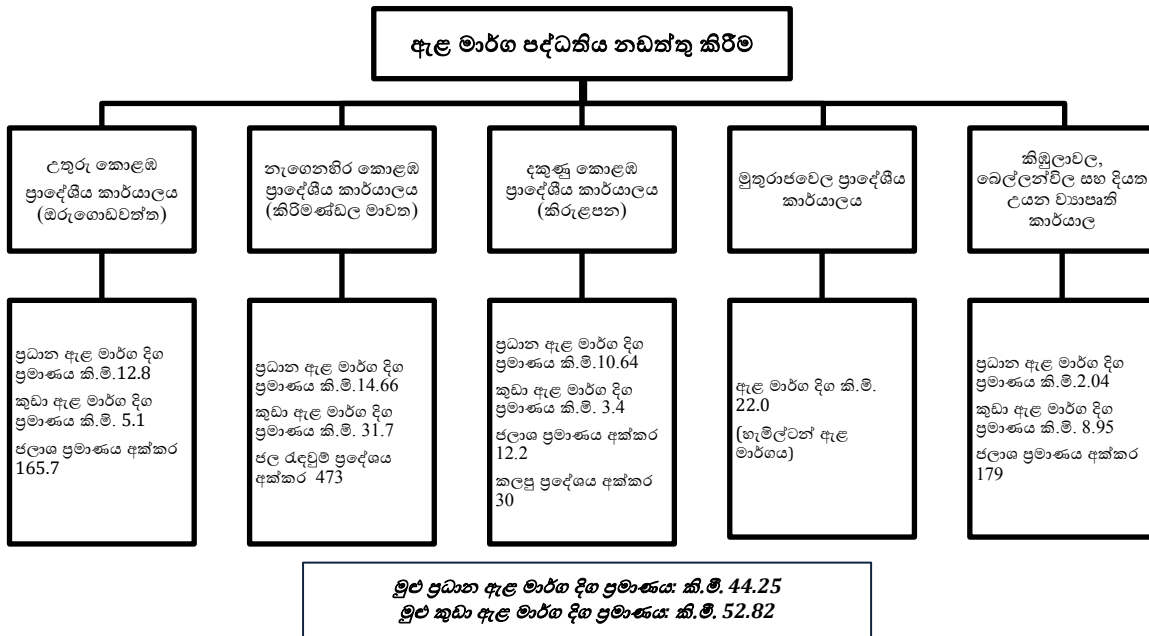 ඇළ මාර්ග පද්ධතිය නඩත්තු කිරීම
උතුරු කොළඹ
ප්‍රාදේශීය කාර්යාලය
(ඔරුගොඩවත්ත)
නැගෙනහිර කොළඹ
ප්‍රාදේශීය කාර්යාලය
(කිරිමණ්ඩල මාවත)
දකුණු කොළඹ
ප්‍රාදේශීය කාර්යාලය
(කිරුළපන)
මුතුරාජවෙල ප්‍රාදේශීය
කාර්යාලය
කිඹුලාවල,
බෙල්ලන්විල සහ දියත
උයන ව්‍යාපෘති
කාර්යාල
ප්‍රධාන ඇළ මාර්ග දිග
ප්‍රමාණය කි.මි.12.8
කුඩා ඇළ මාර්ග දිග
ප්‍රමාණය කි.මි. 5.1
ජලාශ ප්‍රමාණය අක්කර
165.7
ප්‍රධාන ඇළ මාර්ග දිග
ප්‍රමාණය කි.මි.14.66
කුඩා ඇළ මාර්ග දිග
ප්‍රමාණය කි.මි. 31.7
ජල රැඳවුම් ප්‍රදේශය
අක්කර 473
ප්‍රධාන ඇළ මාර්ග දිග
ප්‍රමාණය කි.මි.10.64
කුඩා ඇළ මාර්ග දිග
ප්‍රමාණය කි.මි. 3.4
ජලාශ ප්‍රමාණය අක්කර
12.2
කලපු ප්‍රදේශය අක්කර
30
ඇළ මාර්ග දිග කි.මි.
22.0
(හැමිල්ටන් ඇළ
මාර්ගය)
ප්‍රධාන ඇළ මාර්ග දිග
ප්‍රමාණය කි.මි.2.04
කුඩා ඇළ මාර්ග දිග
ප්‍රමාණය කි.මි. 8.95
ජලාශ ප්‍රමාණය අක්කර
179
මුළු ප්‍රධාන ඇළ මාර්ග දිග ප්‍රමාණය: කි.මී. 44.25
මුළු කුඩා ඇළ මාර්ග දිග ප්‍රමාණය: කි.මී. 52.82